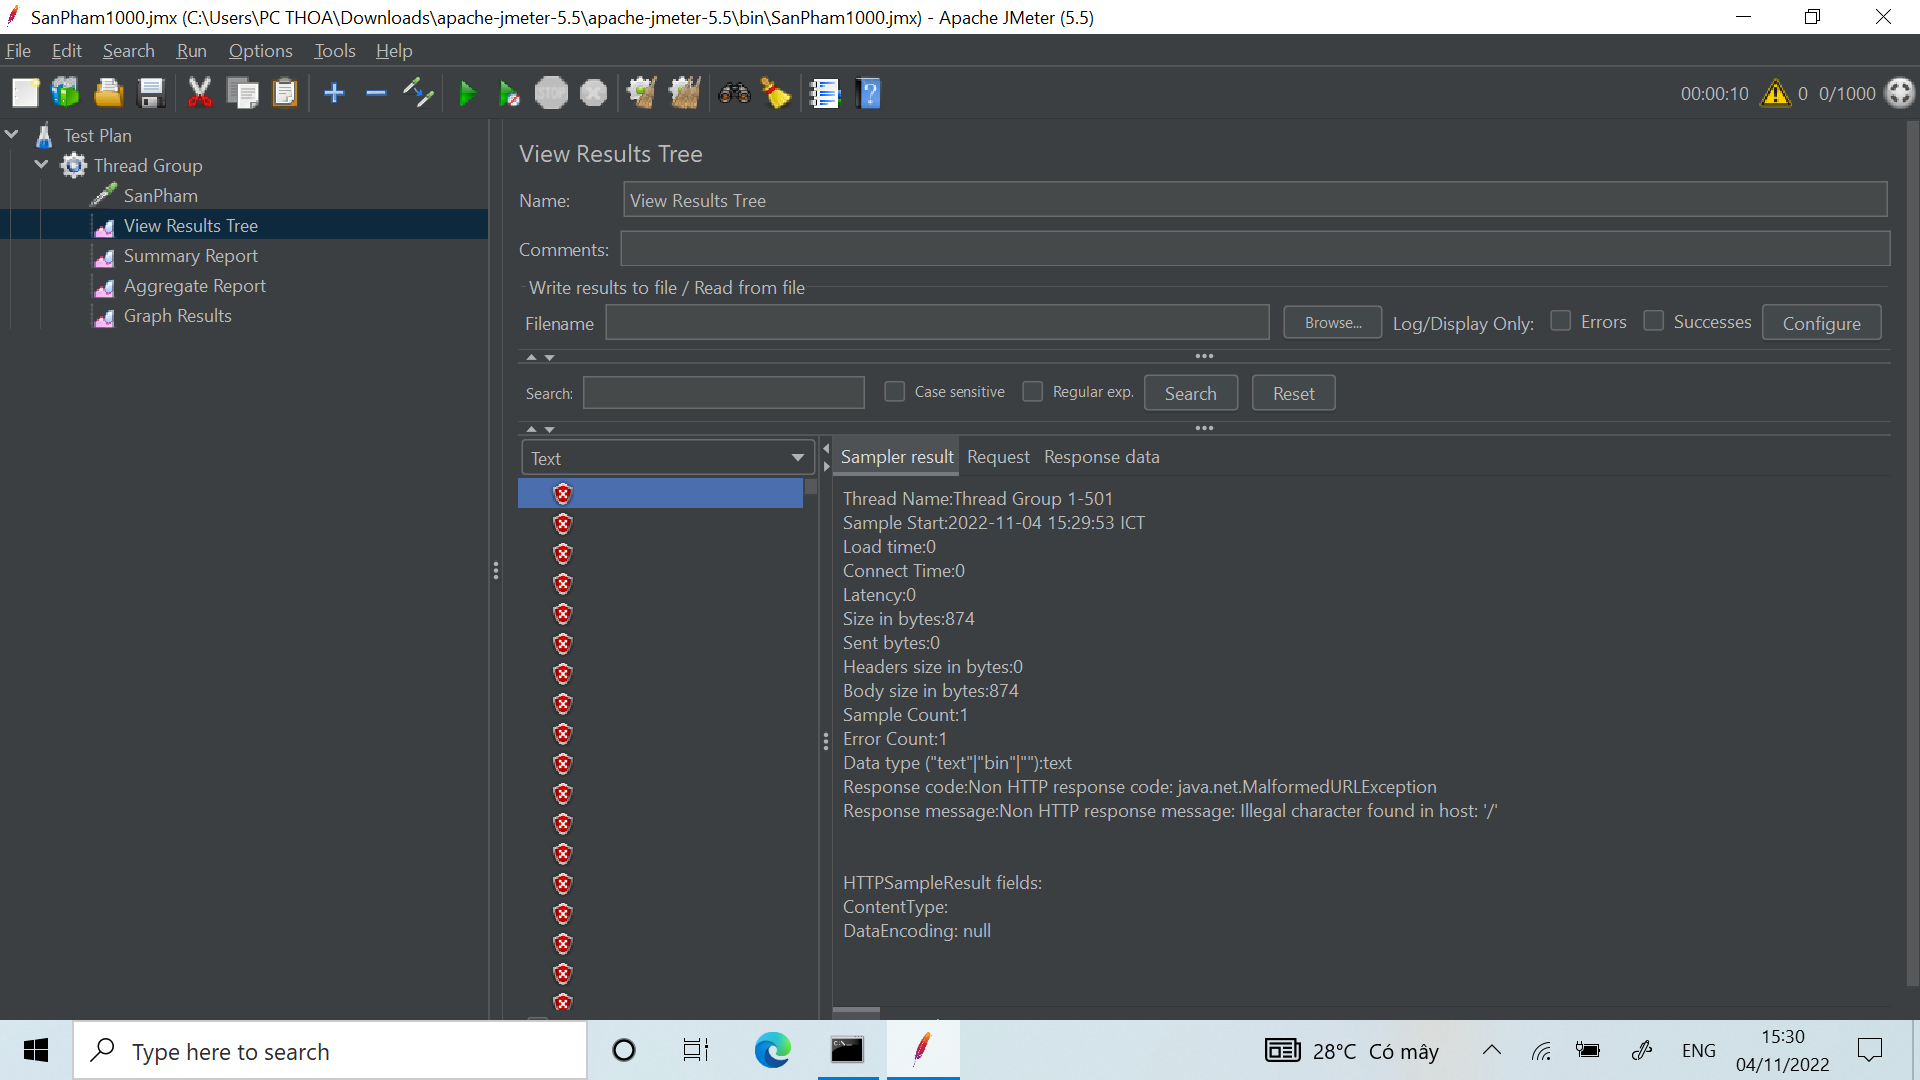 SanPham1000.jmx (C:\Users\PC THOA\Downloads\apache-jmeter-5.5\apache-jmeter-5.5\bin\SanPham1000.jmx) - Apache JMeter (5.5)
File Edit Search Run Options Tools Help
STOP
00:00:10 0 0/1000
Test Plan
Thread Group
SanPham
View Results Tree
Summary Report
Aggregate Report
Graph Results
View Results Tree
Name: View Results Tree
Comments:
Write results to file / Read from file
Filename Browse... Log/Display Only: Errors Successes Configure
Search: Case sensitive Regular exp. Search Reset
Text
Sampler result Request Response data
Thread Name:Thread Group 1-501
Sample Start:2022-11-04 15:29:53 ICT
Load time:0
Connect Time:0
Latency:0
Size in bytes:874
Sent bytes:0
Headers size in bytes:0
Body size in bytes:874
Sample Count:1
Error Count:1
Data type ("text"|"bin"|""):text
Response code:Non HTTP response code: java.net.MalformedURLException
Response message:Non HTTP response message: Illegal character found in host: '/'
HTTPSampleResult fields:
ContentType:
DataEncoding: null
Type here to search
28°C Có mây
ENG
15:30
04/11/2022